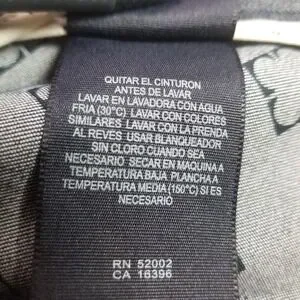 QUITAR EL CINTURON
ANTES DE LAVAR
LAVAR EN LAVADORA CON AGUA
FRIA (30°C) LAVAR CON COLORES
SIMILARES LAVAR CON LA PRENDA
AL REVES USAR BLANQUEADOR
SIN CLORO CUANDO SEA
NECESARIO SECAR EN MAQUINA A
TEMPERATURA BAJA PLANCHA A
TEMPERATURA MEDIA (150°C) SI ES
NECESARIO
RN 52002
CA 16396